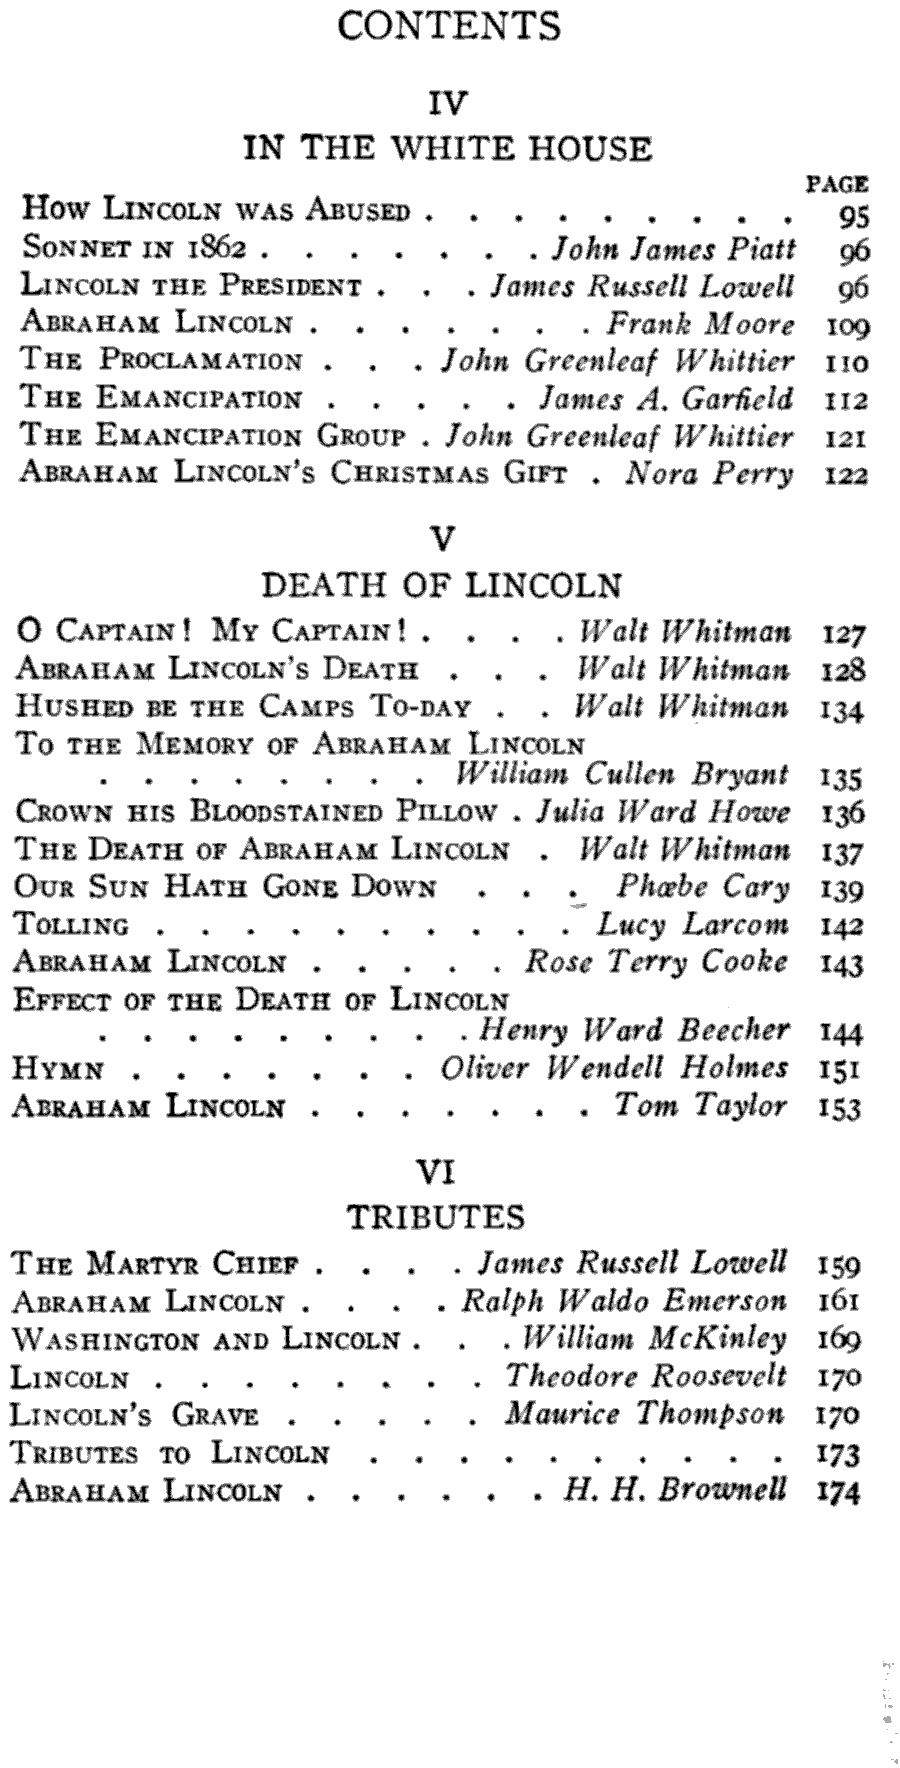 CONTENTS
IV
IN THE WHITE HOUSE
PAGE
How Lincoln was Abused . . . . . . . . . 95
Sonnet in 1862 . . . . . . . John James Piatt 96
Lincoln the President . . . James Russell Lowell 96
Abraham Lincoln . . . . . . . Frank Moore 109
The Proclamation . . . John Greenleaf Whittier 110
The Emancipation . . . . . James A. Garfield 112
The Emancipation Group . John Greenleaf Whittier 121
Abraham Lincoln's Christmas Gift . Nora Perry 122
V
DEATH OF LINCOLN
O Captain! My Captain! . . . . Walt Whitman 127
Abraham Lincoln's Death . . . Walt Whitman 128
Hushed be the Camps To-day . . Walt Whitman 134
To the Memory of Abraham Lincoln
. . . . . . . . William Cullen Bryant 135
Crown his Bloodstained Pillow . Julia Ward Howe 136
The Death of Abraham Lincoln . Walt Whitman 137
Our Sun Hath Gone Down . . . Phœbe Cary 139
Tolling . . . . . . . . . . Lucy Larcom 142
Abraham Lincoln . . . . . Rose Terry Cooke 143
Effect of the Death of Lincoln
. . . . . . . . . Henry Ward Beecher 144
Hymn . . . . . . . Oliver Wendell Holmes 151
Abraham Lincoln . . . . . . . Tom Taylor 153
VI
TRIBUTES
The Martyr Chief . . . . James Russell Lowell 159
Abraham Lincoln . . . . Ralph Waldo Emerson 161
Washington and Lincoln . . . William McKinley 169
Lincoln . . . . . . . . Theodore Roosevelt 170
Lincoln's Grave . . . . . Maurice Thompson 170
Tributes to Lincoln . . . . . . . . . . 173
Abraham Lincoln . . . . . . H. H. Brownell 174